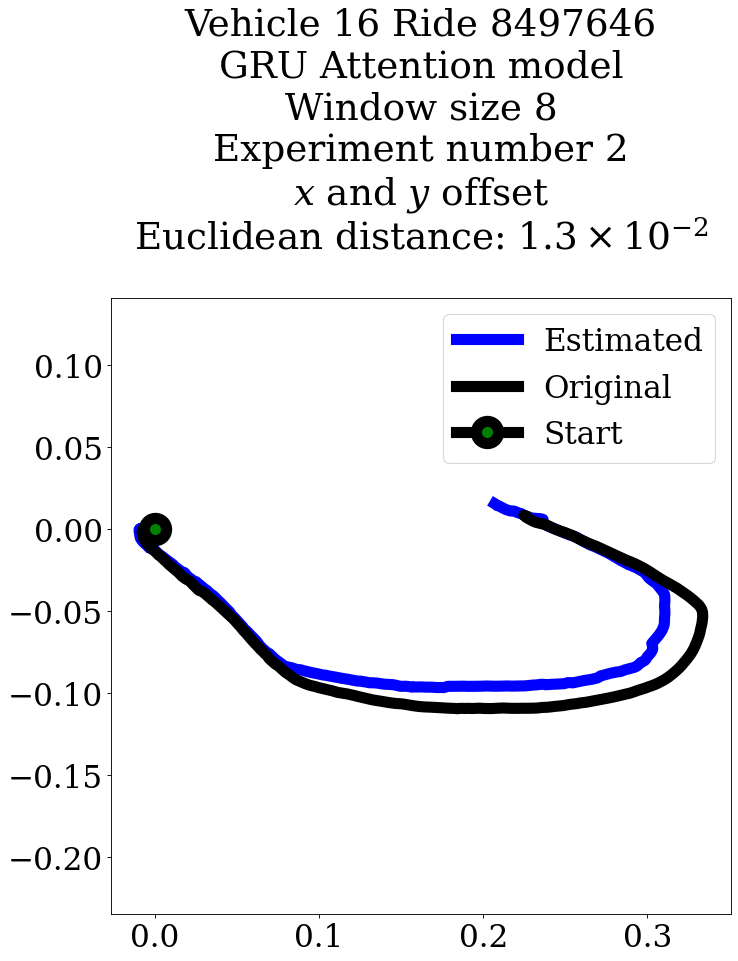 Vehicle 16 Ride 8497646
GRU Attention model
Window size 8
Experiment number 2
x and y offset
Euclidean distance: 1.3 × 10⁻²
Estimated
Original
Start
0.10
0.05
0.00
−0.05
−0.10
−0.15
−0.20
0.0 0.1 0.2 0.3